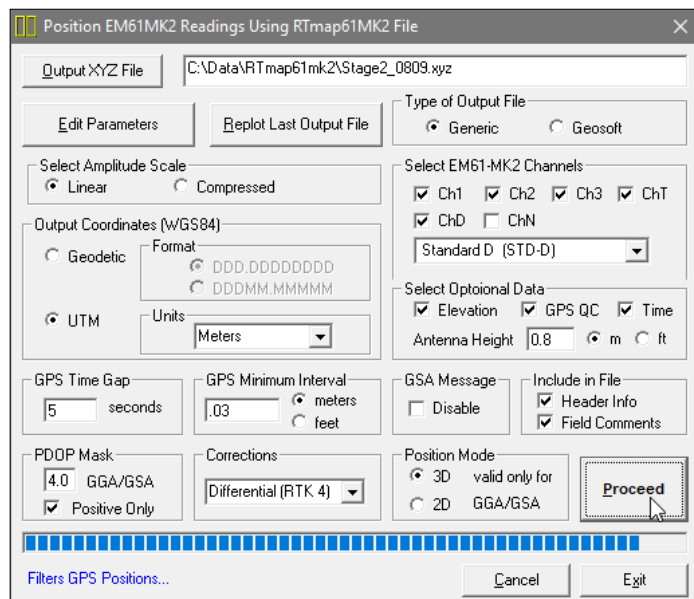 Position EM61MK2 Readings Using RTmap61MK2 File
Output XYZ File
C:\Data\RTmap61mk2\Stage2_0809.xyz
Edit Parameters
Replot Last Output File
Type of Output File
Generic
Geosoft
Select Amplitude Scale
Linear
Compressed
Select EM61-MK2 Channels
Ch1
Ch2
Ch3
ChT
ChD
ChN
Standard D (STD-D)
Output Coordinates (WGS84)
Geodetic
Format
DDD.DDDDDDDD
DDDMM.MMMMM
UTM
Units
Meters
Select Optoional Data
Elevation
GPS QC
Time
Antenna Height
0.8
m
ft
GPS Time Gap
5
seconds
GPS Minimum Interval
.03
meters
feet
GSA Message
Disable
Include in File
Header Info
Field Comments
PDOP Mask
4.0
GGA/GSA
Positive Only
Corrections
Differential (RTK 4)
Position Mode
3D
valid only for
2D
GGA/GSA
Proceed
Filters GPS Positions...
Cancel
Exit